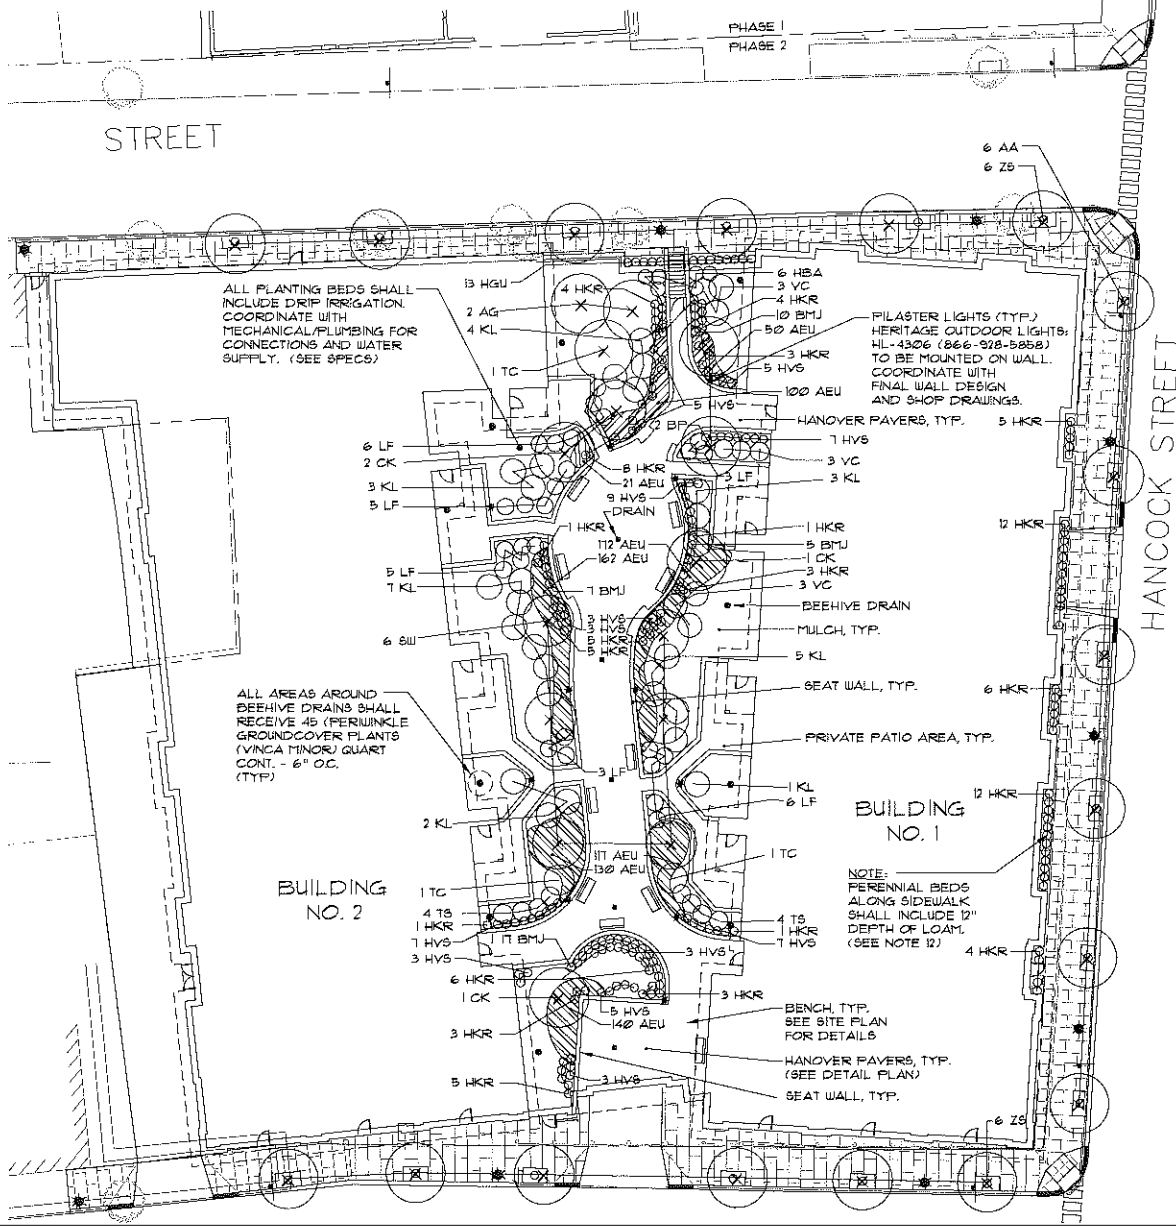 PHASE 1
PHASE 2
STREET
6 AA
6 ZS
HANCOCK STREET
ALL PLANTING BEDS SHALL
INCLUDE DRIP IRRIGATION.
COORDINATE WITH
MECHANICAL/PLUMBING FOR
CONNECTIONS AND WATER
SUPPLY. (SEE SPECS)
13 HGU
4 HKR
2 AG
4 KL
1 TC
6 HBA
3 VC
4 HKR
10 BMJ
50 AEU
3 HKR
5 HVS
100 AEU
PILASTER LIGHTS (TYP.)
HERITAGE OUTDOOR LIGHTS:
HL-4306 (866-928-5858)
TO BE MOUNTED ON WALL.
COORDINATE WITH
FINAL WALL DESIGN
AND SHOP DRAWINGS.
5 HVS
2 BP
HANOVER PAVERS, TYP.
5 HKR
6 LF
2 CK
3 KL
5 LF
7 HVS
3 VC
8 HKR
21 AEU
9 HVS
DRAIN
3 LF
3 KL
1 HKR
112 AEU
162 AEU
1 HKR
5 BMJ
1 CK
3 HKR
3 VC
12 HKR
5 LF
7 KL
7 BMJ
BEEHIVE DRAIN
MULCH, TYP.
6 SW
3 HVS
3 HVS
5 HKR
5 HKR
5 KL
SEAT WALL, TYP.
6 HKR
ALL AREAS AROUND
BEEHIVE DRAINS SHALL
RECEIVE 45 (PERIWINKLE
GROUNDCOVER PLANTS
(VINCA MINOR) QUART
CONT. - 6" O.C.
(TYP)
PRIVATE PATIO AREA, TYP.
3 LF
1 KL
6 LF
12 HKR
2 KL
BUILDING
NO. 1
117 AEU
130 AEU
1 TC
1 TC
NOTE:
PERENNIAL BEDS
ALONG SIDEWALK
SHALL INCLUDE 12"
DEPTH OF LOAM.
(SEE NOTE 12)
BUILDING
NO. 2
4 TS
1 HKR
7 HVS
3 HVS
17 BMJ
4 TS
1 HKR
7 HVS
3 HVS
4 HKR
6 HKR
1 CK
3 HKR
3 HKR
5 HVS
140 AEU
BENCH, TYP.
SEE SITE PLAN
FOR DETAILS
HANOVER PAVERS, TYP.
(SEE DETAIL PLAN)
SEAT WALL, TYP.
5 HKR
3 HVS
6 ZS